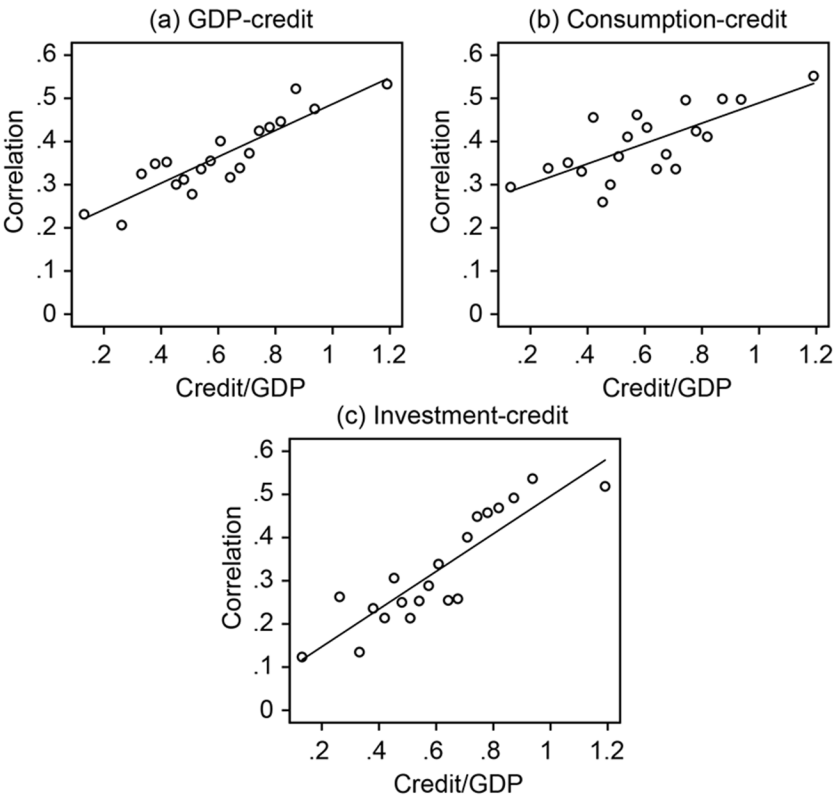 (a) GDP-credit
.6
.5
.4
.3
.2
.1
0
Correlation
.2 .4 .6 .8 1 1.2
Credit/GDP
(b) Consumption-credit
.6
.5
.4
.3
.2
.1
0
Correlation
.2 .4 .6 .8 1 1.2
Credit/GDP
(c) Investment-credit
.6
.5
.4
.3
.2
.1
0
Correlation
.2 .4 .6 .8 1 1.2
Credit/GDP